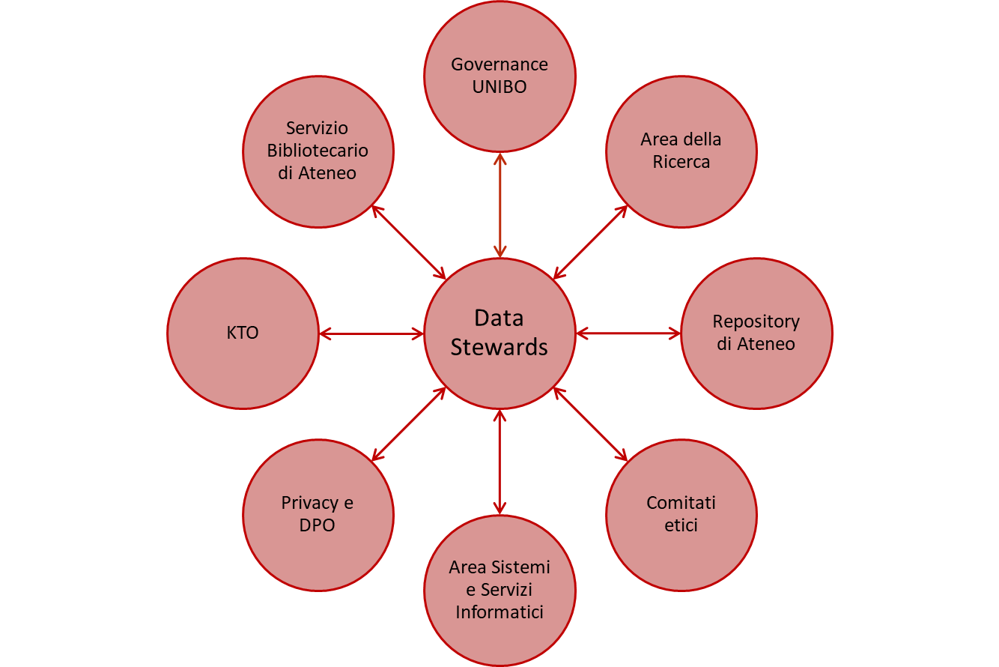 Governance
UNIBO
Servizio
Bibliotecario
di Ateneo
Area della
Ricerca
KTO
Data
Stewards
Repository
di Ateneo
Privacy e
DPO
Comitati
etici
Area Sistemi
e Servizi
Informatici